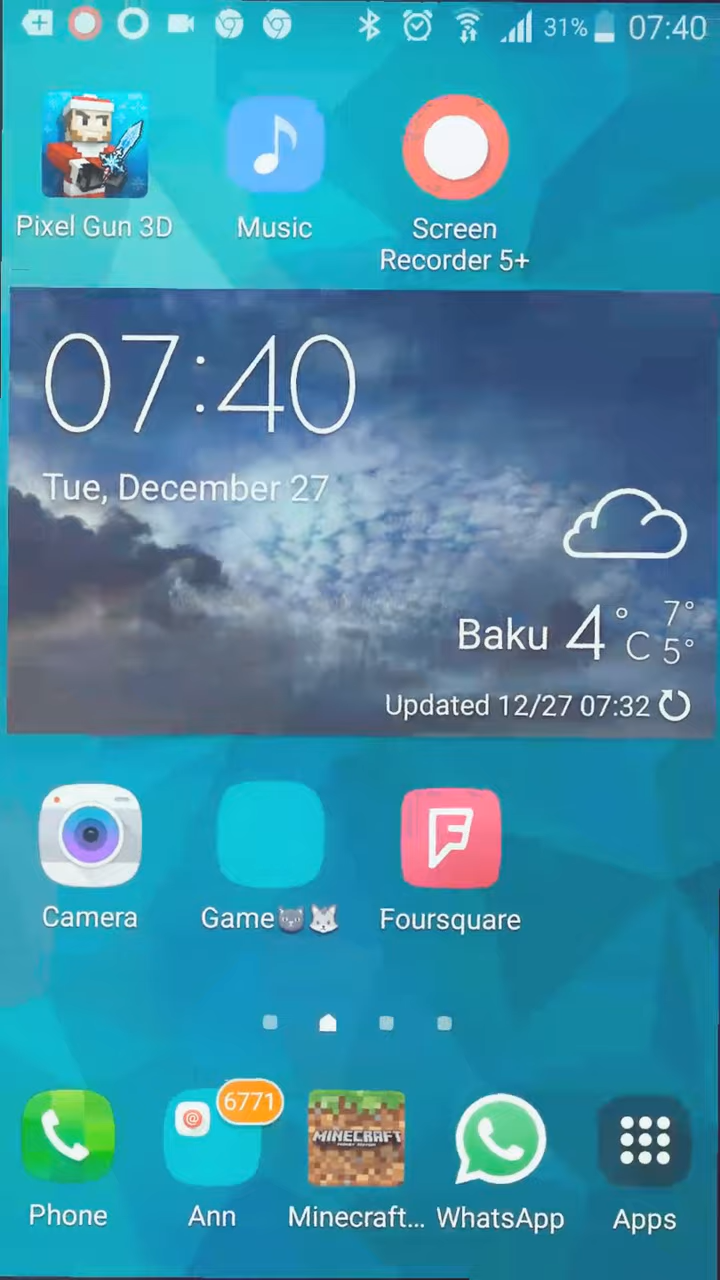 31% 07:40
Pixel Gun 3D
Music
Screen
Recorder 5+
07:40
Tue, December 27
Baku 4°C 7° 5°
Updated 12/27 07:32
Camera
Game🐱🐺
Foursquare
6771
MINECRAFT
Phone
Ann
Minecraft...
WhatsApp
Apps